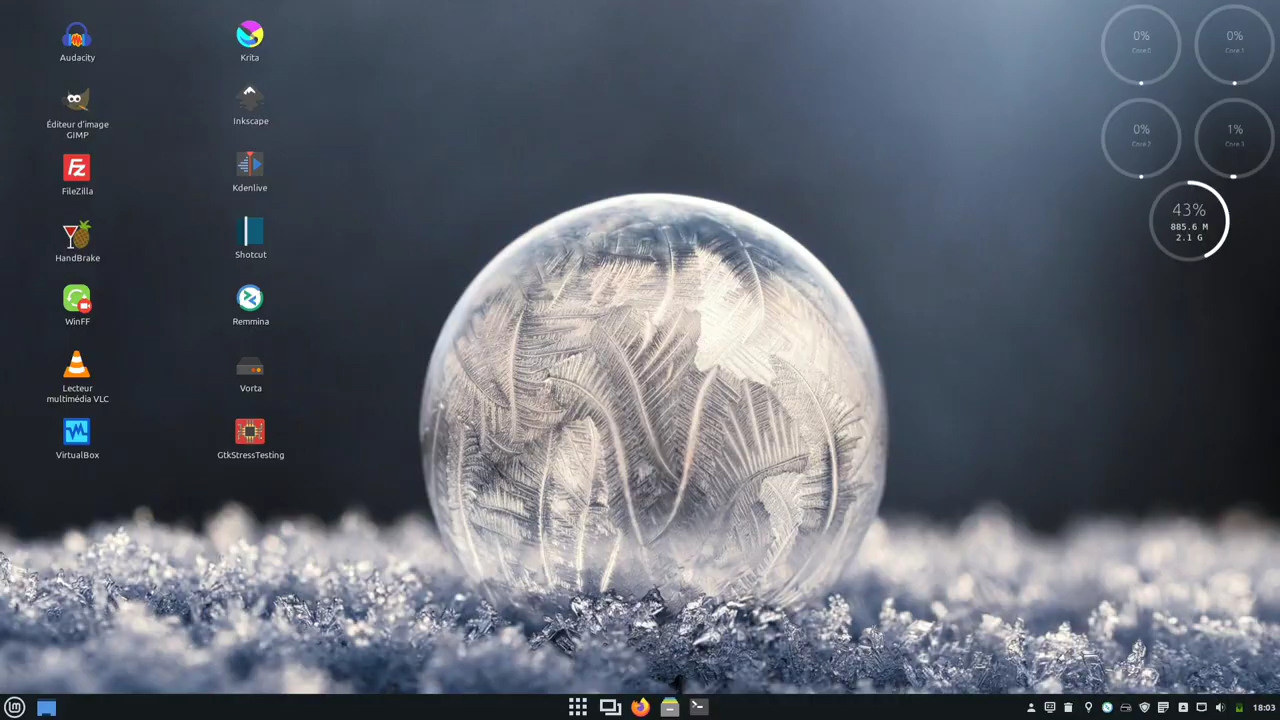 Audacity
Krita
Éditeur d'image
GIMP
Inkscape
FileZilla
Kdenlive
HandBrake
Shotcut
WinFF
Remmina
Lecteur
multimédia VLC
Vorta
VirtualBox
GtkStressTesting
0%
Core 0
0%
Core 1
0%
Core 2
1%
Core 3
43%
885.6 M
2.1 G
18:03